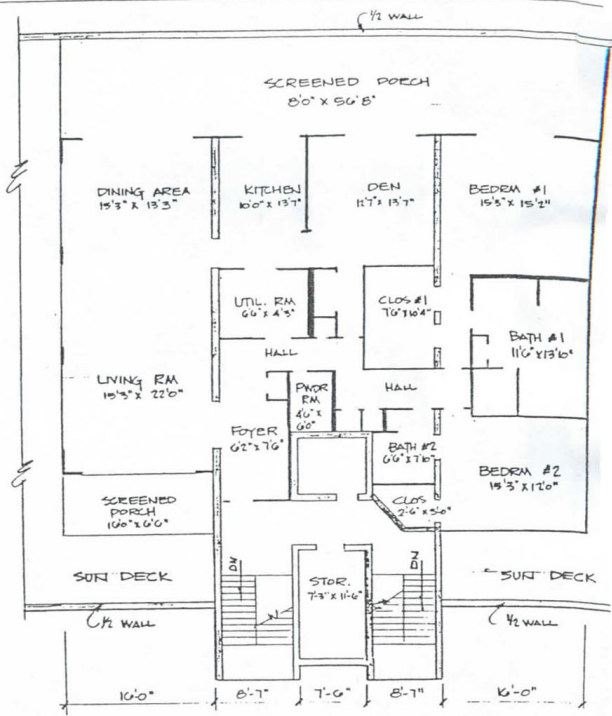 1/2 WALL
SCREENED PORCH
8'0" X 56'8"
DINING AREA
15'3" X 13'3"
KITCHEN
10'0" X 13'7"
DEN
12'7" X 13'7"
BEDRM #1
15'3" X 15'2"
UTIL. RM
6'6" X 4'3"
CLOS #1
7'6" X 10'4"
BATH #1
11'6" X 13'10"
HALL
LIVING RM
15'3" X 22'0"
PWDR
RM
4'6" X
6'0"
HALL
FOYER
6'2" X 7'6"
BATH #2
6'6" X 7'10"
BEDRM #2
15'3" X 12'0"
SCREENED
PORCH
16'0" X 6'6"
CLOS
2'6" X 5'0"
SUN DECK
DN
STOR.
7'3" X 11'6"
DN
SUN DECK
1/2 WALL
1/2 WALL
16'0"
8'-7"
7'-6"
8'-7"
16'-0"